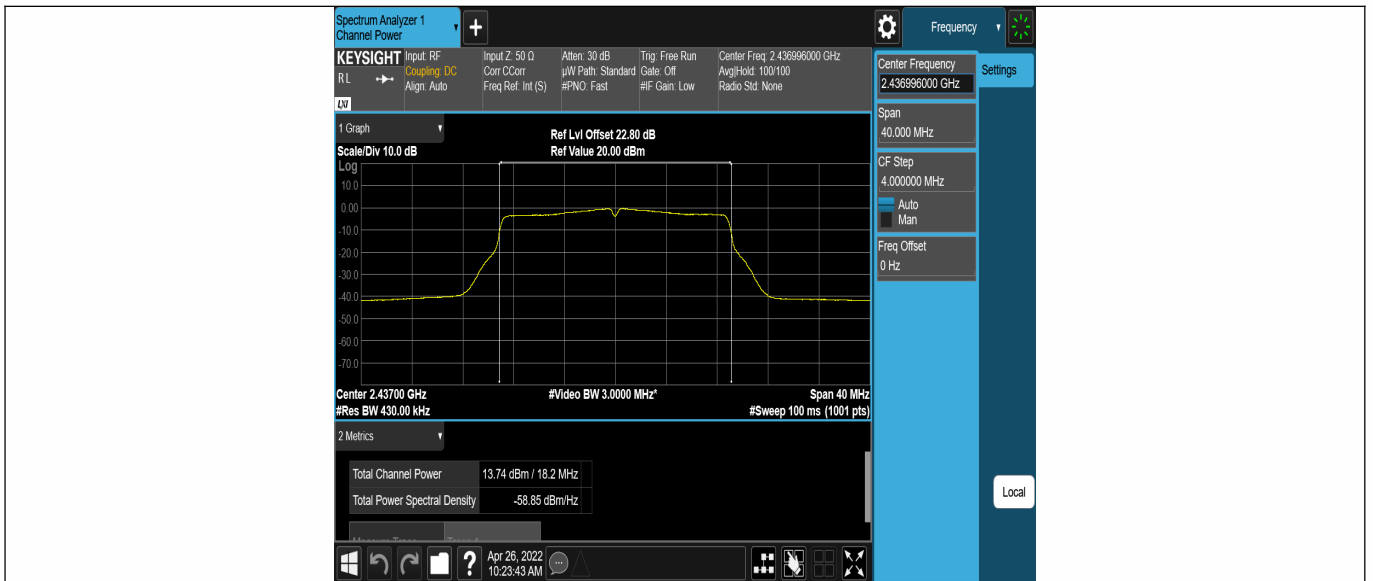 Spectrum Analyzer 1
Channel Power
+
Frequency
KEYSIGHT
R L
LXI
Input: RF
Coupling: DC
Align: Auto
Input Z: 50 Ω
Corr CCorr
Freq Ref: Int (S)
Atten: 30 dB
µW Path: Standard
#PNO: Fast
Trig: Free Run
Gate: Off
#IF Gain: Low
Center Freq: 2.436996000 GHz
Avg|Hold: 100/100
Radio Std: None
Center Frequency
2.436996000 GHz
Settings
Span
40.000 MHz
CF Step
4.000000 MHz
Auto
Man
Freq Offset
0 Hz
Local
1 Graph
Scale/Div 10.0 dB
Ref Lvl Offset 22.80 dB
Ref Value 20.00 dBm
Log
10.0
0.00
-10.0
-20.0
-30.0
-40.0
-50.0
-60.0
-70.0
Center 2.43700 GHz
#Video BW 3.0000 MHz*
Span 40 MHz
#Res BW 430.00 kHz
#Sweep 100 ms (1001 pts)
2 Metrics
Total Channel Power 13.74 dBm / 18.2 MHz
Total Power Spectral Density -58.85 dBm/Hz
?
Apr 26, 2022
10:23:43 AM